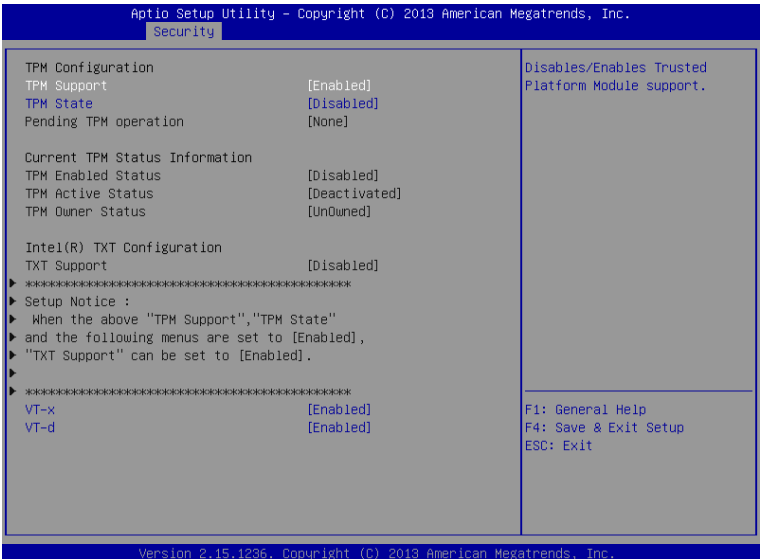 Aptio Setup Utility – Copyright (C) 2013 American Megatrends, Inc.
Security
TPM Configuration
TPM Support [Enabled]
TPM State [Disabled]
Pending TPM operation [None]
Current TPM Status Information
TPM Enabled Status [Disabled]
TPM Active Status [Deactivated]
TPM Owner Status [UnOwned]
Intel(R) TXT Configuration
TXT Support [Disabled]
*******************************************
Setup Notice :
When the above "TPM Support","TPM State"
and the following menus are set to [Enabled],
"TXT Support" can be set to [Enabled].
*******************************************
VT-x [Enabled]
VT-d [Enabled]
Disables/Enables Trusted
Platform Module support.
F1: General Help
F4: Save & Exit Setup
ESC: Exit
Version 2.15.1236. Copyright (C) 2013 American Megatrends, Inc.